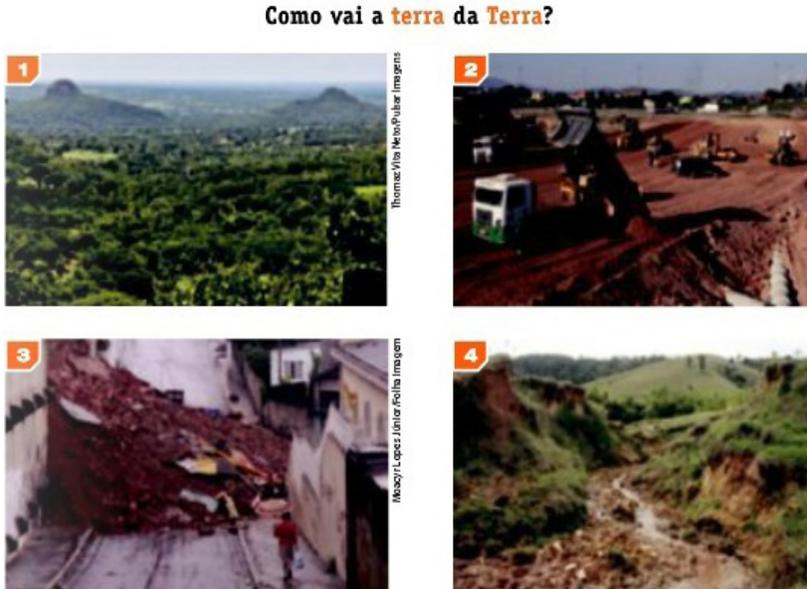 Como vai a terra da Terra?
1
Thomaz Vita Neto/Pulsar Imagens
2
3
Moacyr Lopes Júnior/Folha Imagem
4